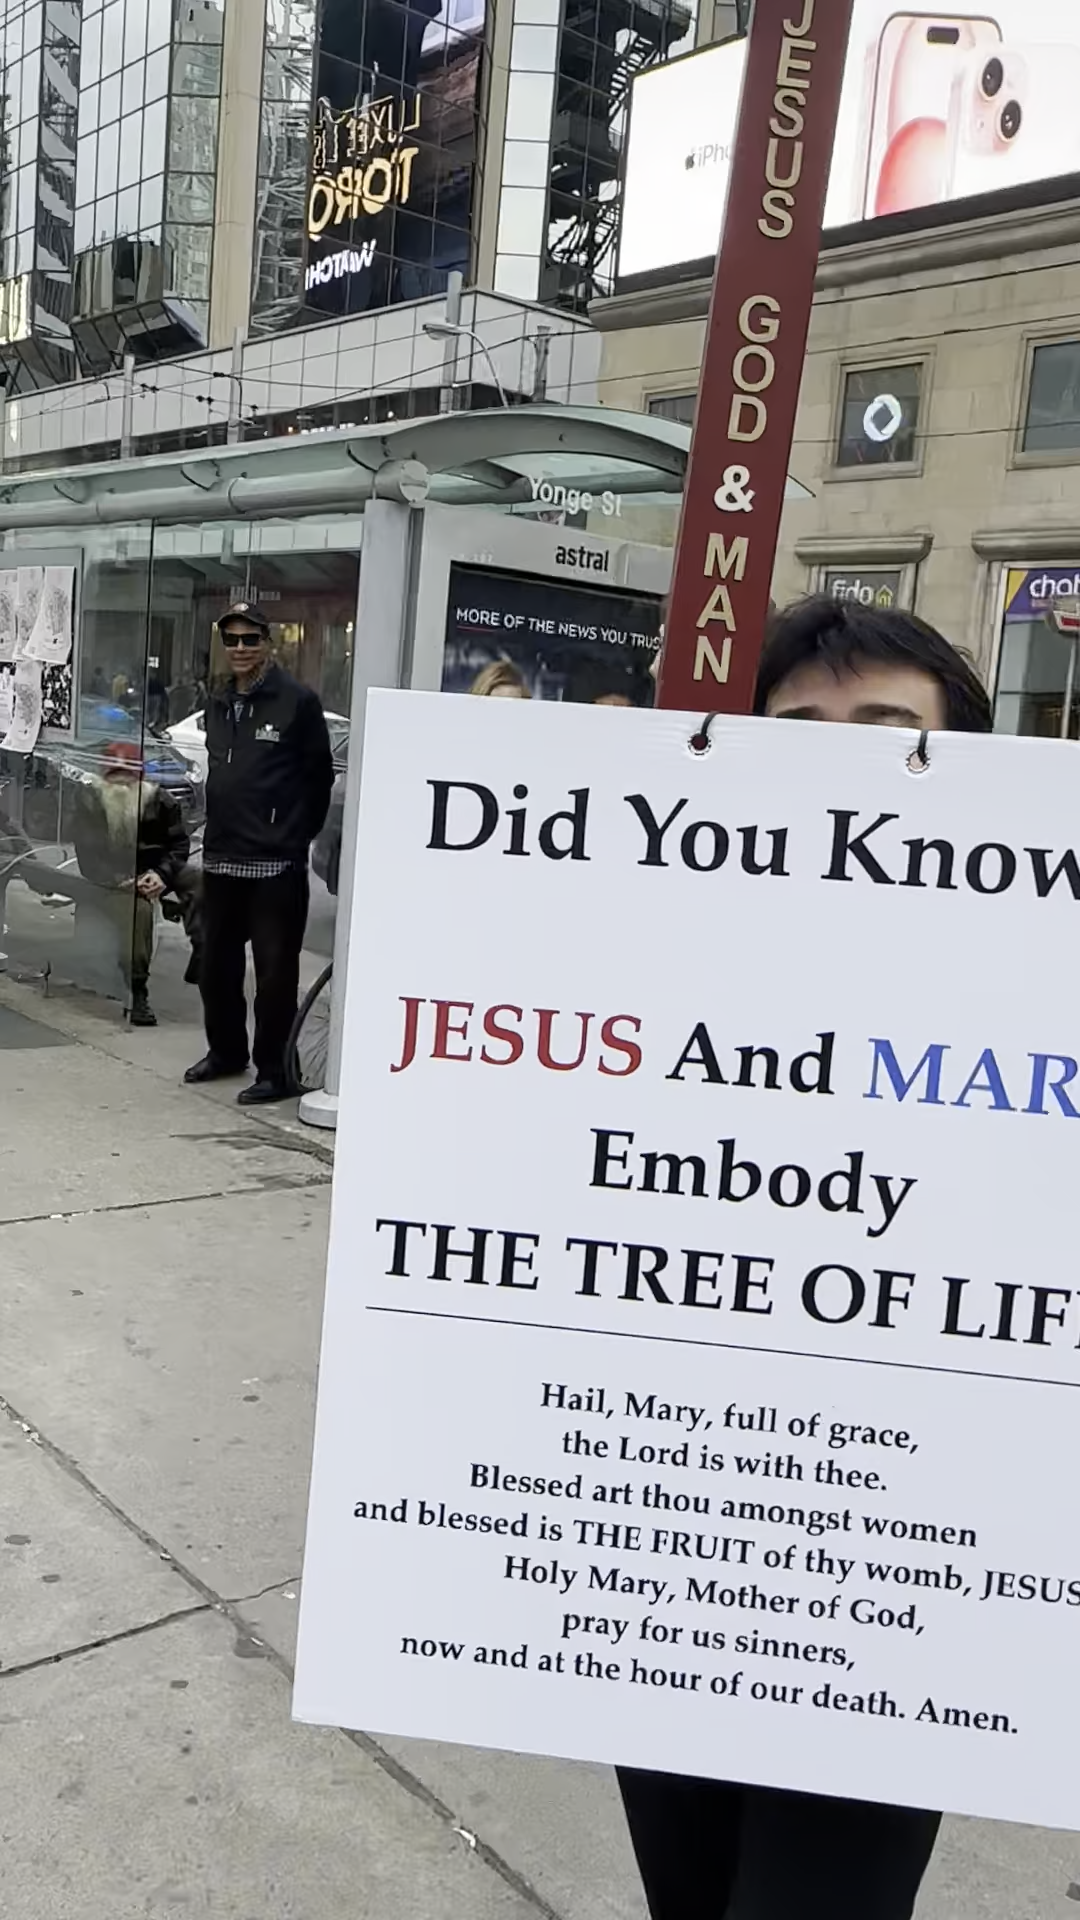 JESUS GOD & MAN
iPho
TORO
WATCH
Yonge St
astral
MORE OF THE NEWS YOU TRUS
fido
chat
Did You Know
JESUS And MAR
Embody
THE TREE OF LIF
Hail, Mary, full of grace,
the Lord is with thee.
Blessed art thou amongst women
and blessed is THE FRUIT of thy womb, JESUS
Holy Mary, Mother of God,
pray for us sinners,
now and at the hour of our death. Amen.